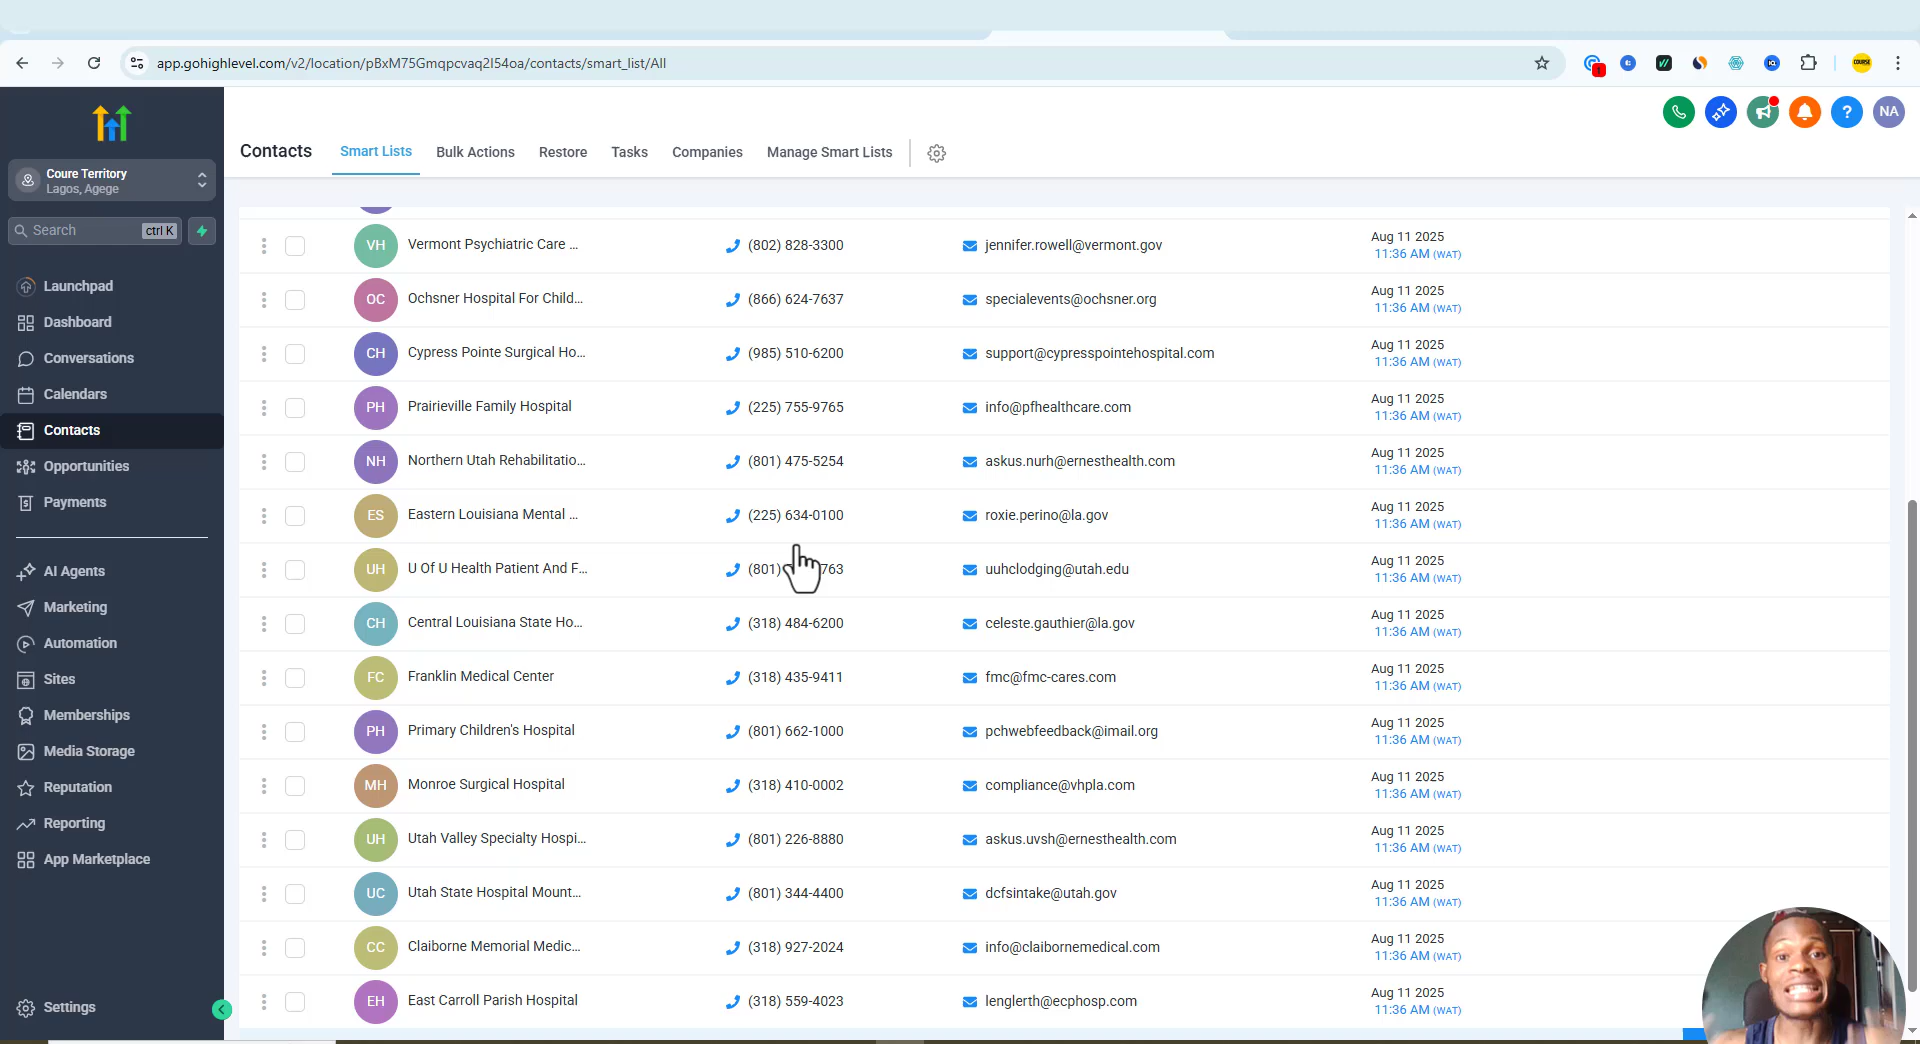 app.gohighlevel.com/v2/location/pBxM75Gmqpcvaq2I54oa/contacts/smart_list/All
COURSE
NA
Contacts
Smart Lists
Bulk Actions
Restore
Tasks
Companies
Manage Smart Lists
Coure Territory
Lagos, Agege
Search
ctrl K
Launchpad
Dashboard
Conversations
Calendars
Contacts
Opportunities
Payments
AI Agents
Marketing
Automation
Sites
Memberships
Media Storage
Reputation
Reporting
App Marketplace
Settings
VH Vermont Psychiatric Care ... (802) 828-3300 jennifer.rowell@vermont.gov Aug 11 2025
11:36 AM (WAT)
OC Ochsner Hospital For Child... (866) 624-7637 specialevents@ochsner.org Aug 11 2025
11:36 AM (WAT)
CH Cypress Pointe Surgical Ho... (985) 510-6200 support@cypresspointehospital.com Aug 11 2025
11:36 AM (WAT)
PH Prairieville Family Hospital (225) 755-9765 info@pfhealthcare.com Aug 11 2025
11:36 AM (WAT)
NH Northern Utah Rehabilitatio... (801) 475-5254 askus.nurh@ernesthealth.com Aug 11 2025
11:36 AM (WAT)
ES Eastern Louisiana Mental ... (225) 634-0100 roxie.perino@la.gov Aug 11 2025
11:36 AM (WAT)
UH U Of U Health Patient And F... (801) 763 uuhclodging@utah.edu Aug 11 2025
11:36 AM (WAT)
CH Central Louisiana State Ho... (318) 484-6200 celeste.gauthier@la.gov Aug 11 2025
11:36 AM (WAT)
FC Franklin Medical Center (318) 435-9411 fmc@fmc-cares.com Aug 11 2025
11:36 AM (WAT)
PH Primary Children's Hospital (801) 662-1000 pchwebfeedback@imail.org Aug 11 2025
11:36 AM (WAT)
MH Monroe Surgical Hospital (318) 410-0002 compliance@vhpla.com Aug 11 2025
11:36 AM (WAT)
UH Utah Valley Specialty Hospi... (801) 226-8880 askus.uvsh@ernesthealth.com Aug 11 2025
11:36 AM (WAT)
UC Utah State Hospital Mount... (801) 344-4400 dcfsintake@utah.gov Aug 11 2025
11:36 AM (WAT)
CC Claiborne Memorial Medic... (318) 927-2024 info@claibornemedical.com Aug 11 2025
11:36 AM (WAT)
EH East Carroll Parish Hospital (318) 559-4023 lenglerth@ecphosp.com Aug 11 2025
11:36 AM (WAT)